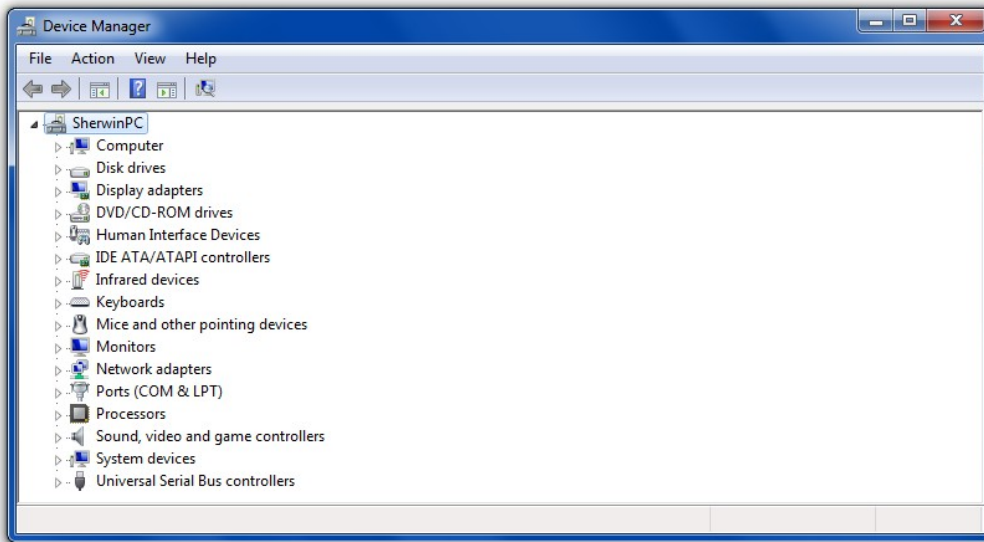 Device Manager
File Action View Help
SherwinPC
Computer
Disk drives
Display adapters
DVD/CD-ROM drives
Human Interface Devices
IDE ATA/ATAPI controllers
Infrared devices
Keyboards
Mice and other pointing devices
Monitors
Network adapters
Ports (COM & LPT)
Processors
Sound, video and game controllers
System devices
Universal Serial Bus controllers